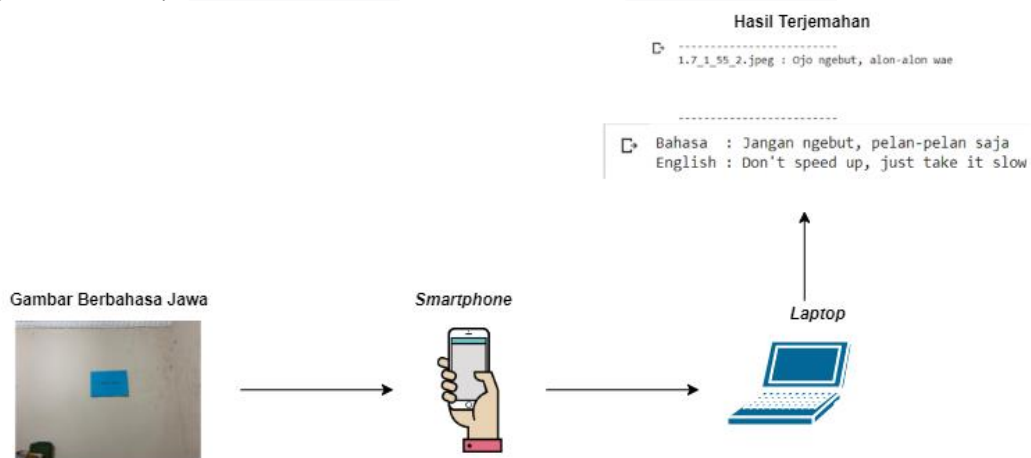 Hasil Terjemahan
-------------------------
1.7_1_55_2.jpeg : Ojo ngebut, alon-alon wae
-------------------------
Bahasa : Jangan ngebut, pelan-pelan saja
English : Don't speed up, just take it slow
Gambar Berbahasa Jawa
Smartphone
Laptop